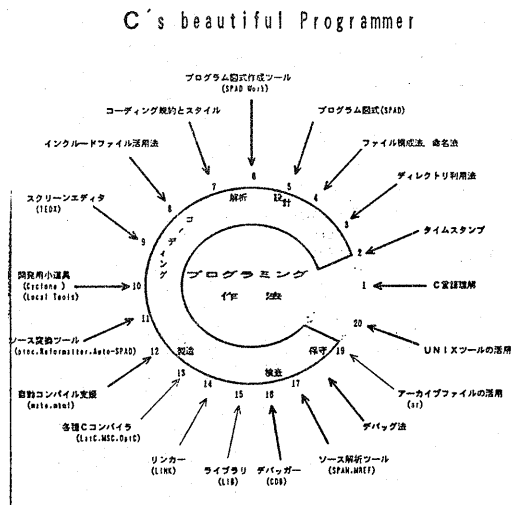 C's beautiful Programmer
プログラム図式作成ツール
(SPAD Work)
コーディング規約とスタイル
プログラム図式(SPAD)
インクルードファイル活用法
ファイル構成法、命名法
スクリーンエディタ
ディレクトリ利用法
タイムスタンプ
開発用小道具
(Cyclone)
(Local Tools)
C言語理解
ソース変換ツール
UNIXツールの活用
自動コンパイル支援
アーカイブファイルの活用
(ar)
各種Cコンパイラ
(LatC.MSC.OptC)
デバッグ法
リンカー
(LINK)
ライブラリ
(LIB)
デバッガー
(CDB)
ソース解析ツール
(SPAN.MREF)
1
2
3
4
5
6
7
8
9
10
11
12
13
14
15
16
17
19
20
解析
設計
コーディング
製造
検査
保守
プログラミング
作法